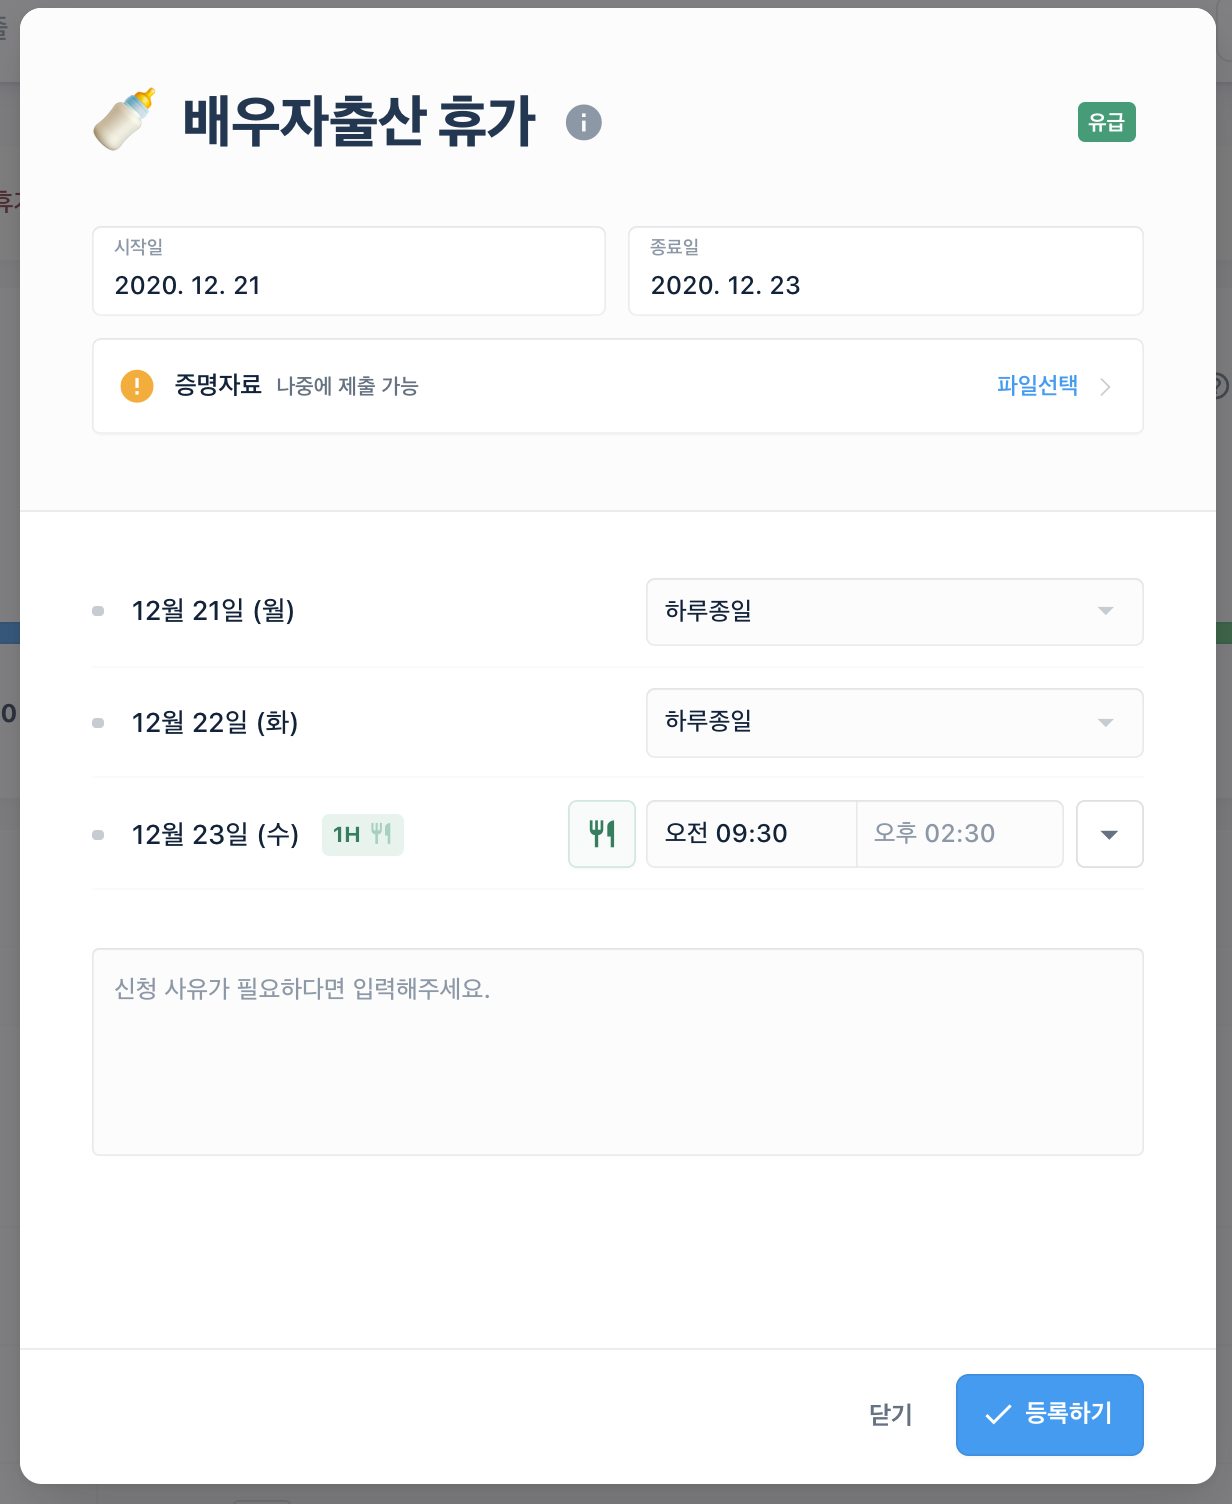 배우자출산 휴가
유급
시작일
2020. 12. 21
종료일
2020. 12. 23
증명자료 나중에 제출 가능
파일선택
12월 21일 (월)
하루종일
12월 22일 (화)
하루종일
12월 23일 (수) 1H
오전 09:30
오후 02:30
신청 사유가 필요하다면 입력해주세요.
닫기
등록하기